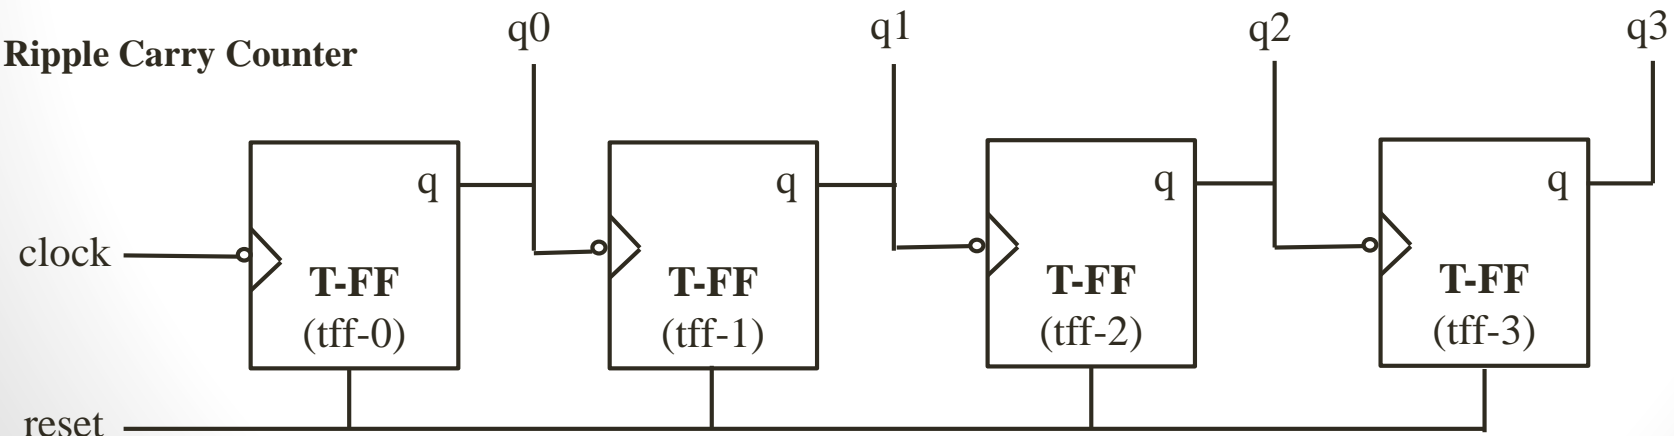 q0 q1 q2 q3
Ripple Carry Counter
q q q q
clock
T-FF T-FF T-FF T-FF
(tff-0) (tff-1) (tff-2) (tff-3)
reset